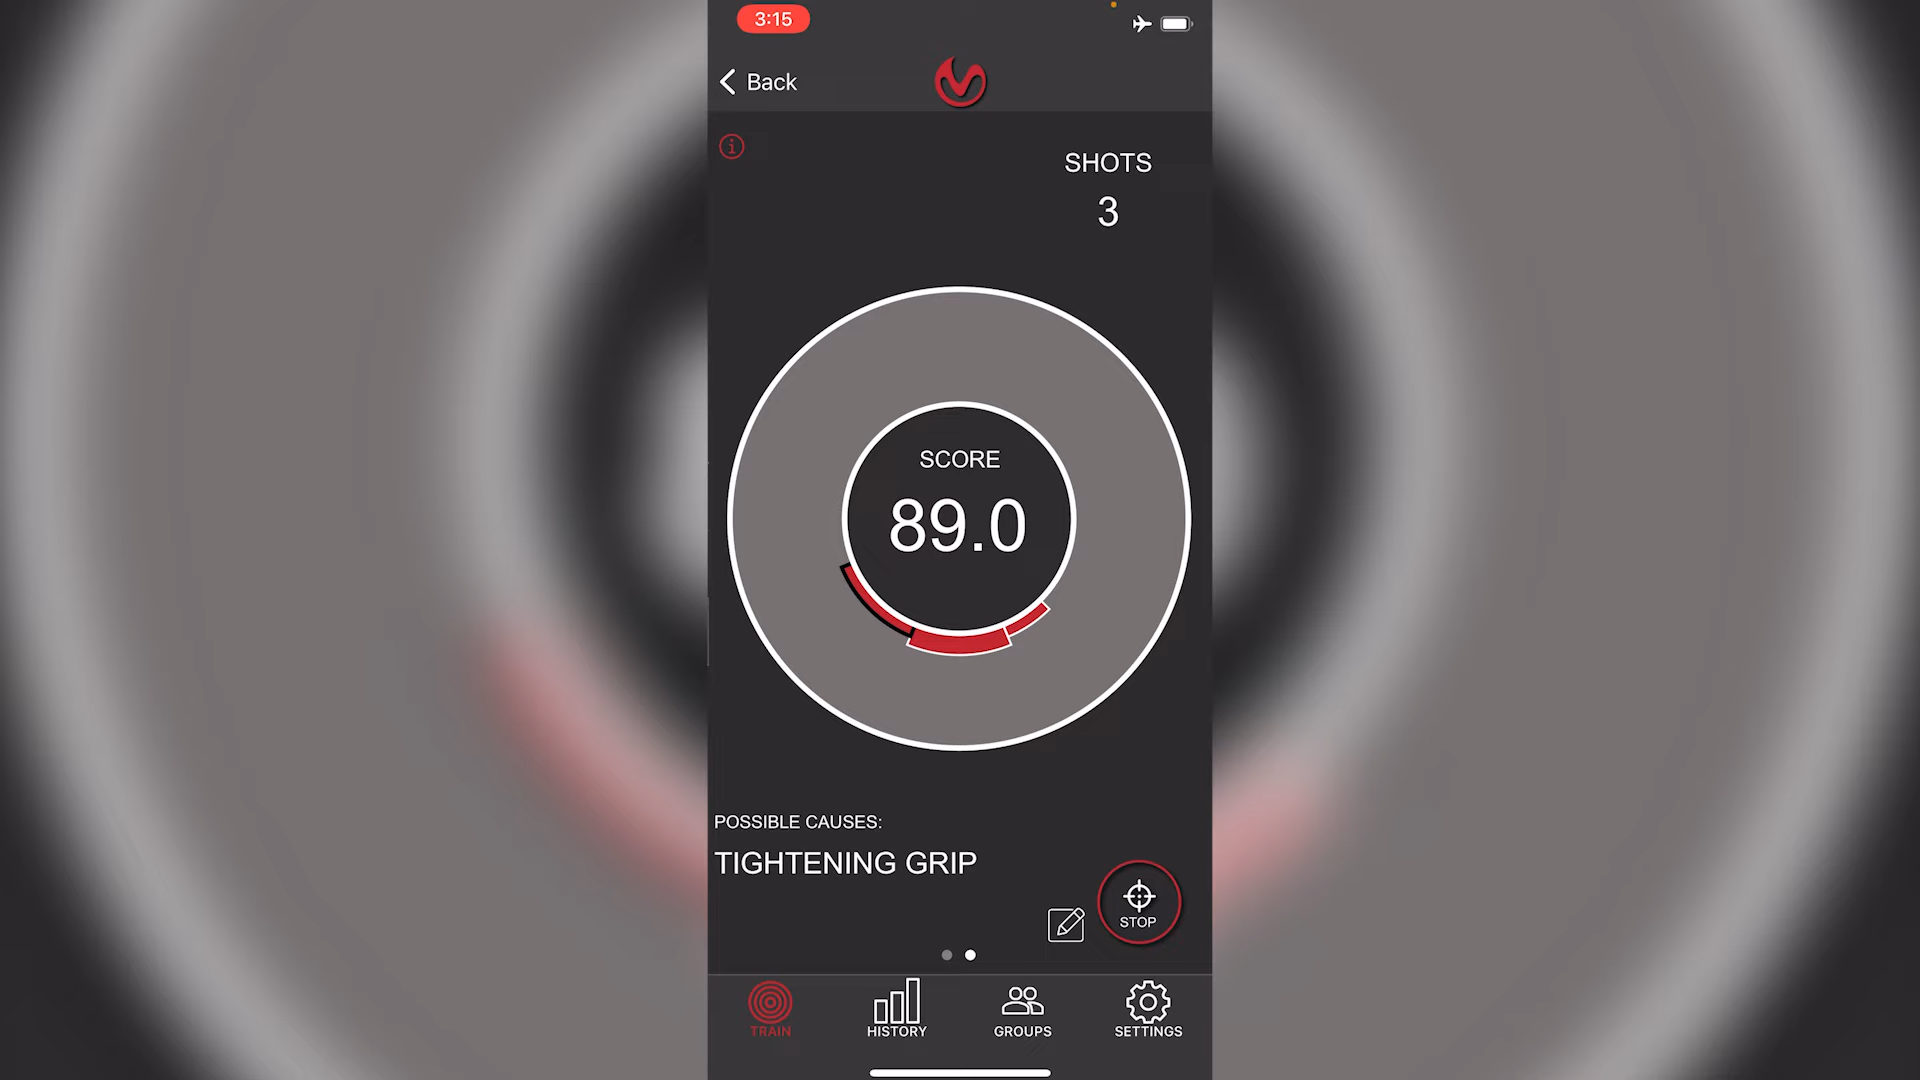 3:15
Back
SHOTS
3
SCORE
89.0
POSSIBLE CAUSES:
TIGHTENING GRIP
STOP
TRAIN
HISTORY
GROUPS
SETTINGS